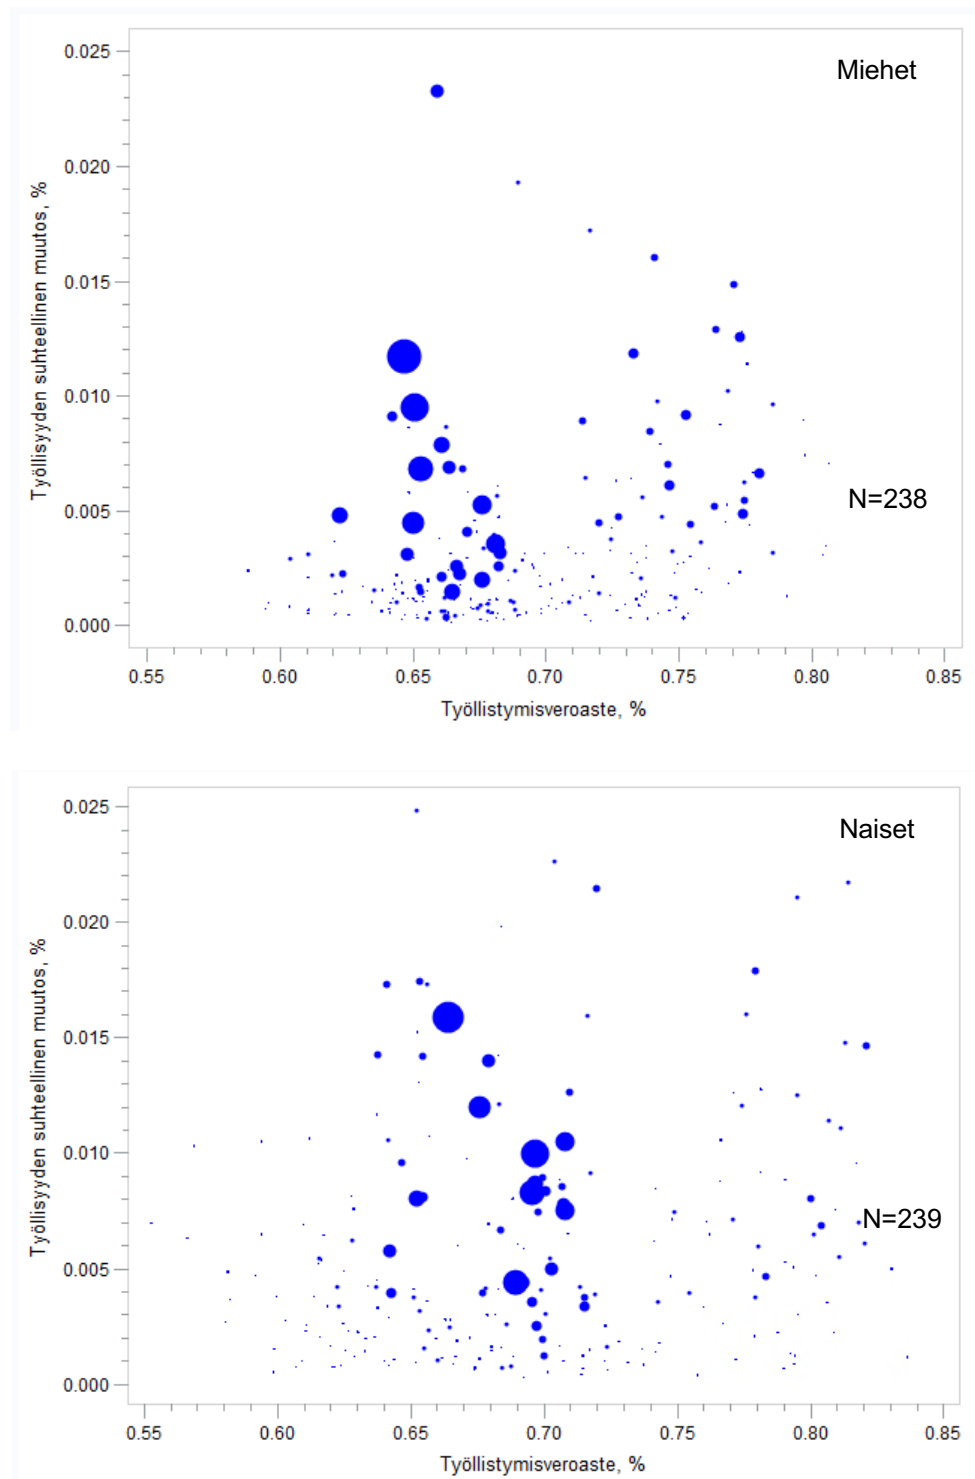 Miehet
Työllisyyden suhteellinen muutos, %
0.025
0.020
0.015
0.010
0.005
0.000
N=238
0.55 0.60 0.65 0.70 0.75 0.80 0.85
Työllistymisveroaste, %
Naiset
Työllisyyden suhteellinen muutos, %
0.025
0.020
0.015
0.010
0.005
0.000
N=239
0.55 0.60 0.65 0.70 0.75 0.80 0.85
Työllistymisveroaste, %